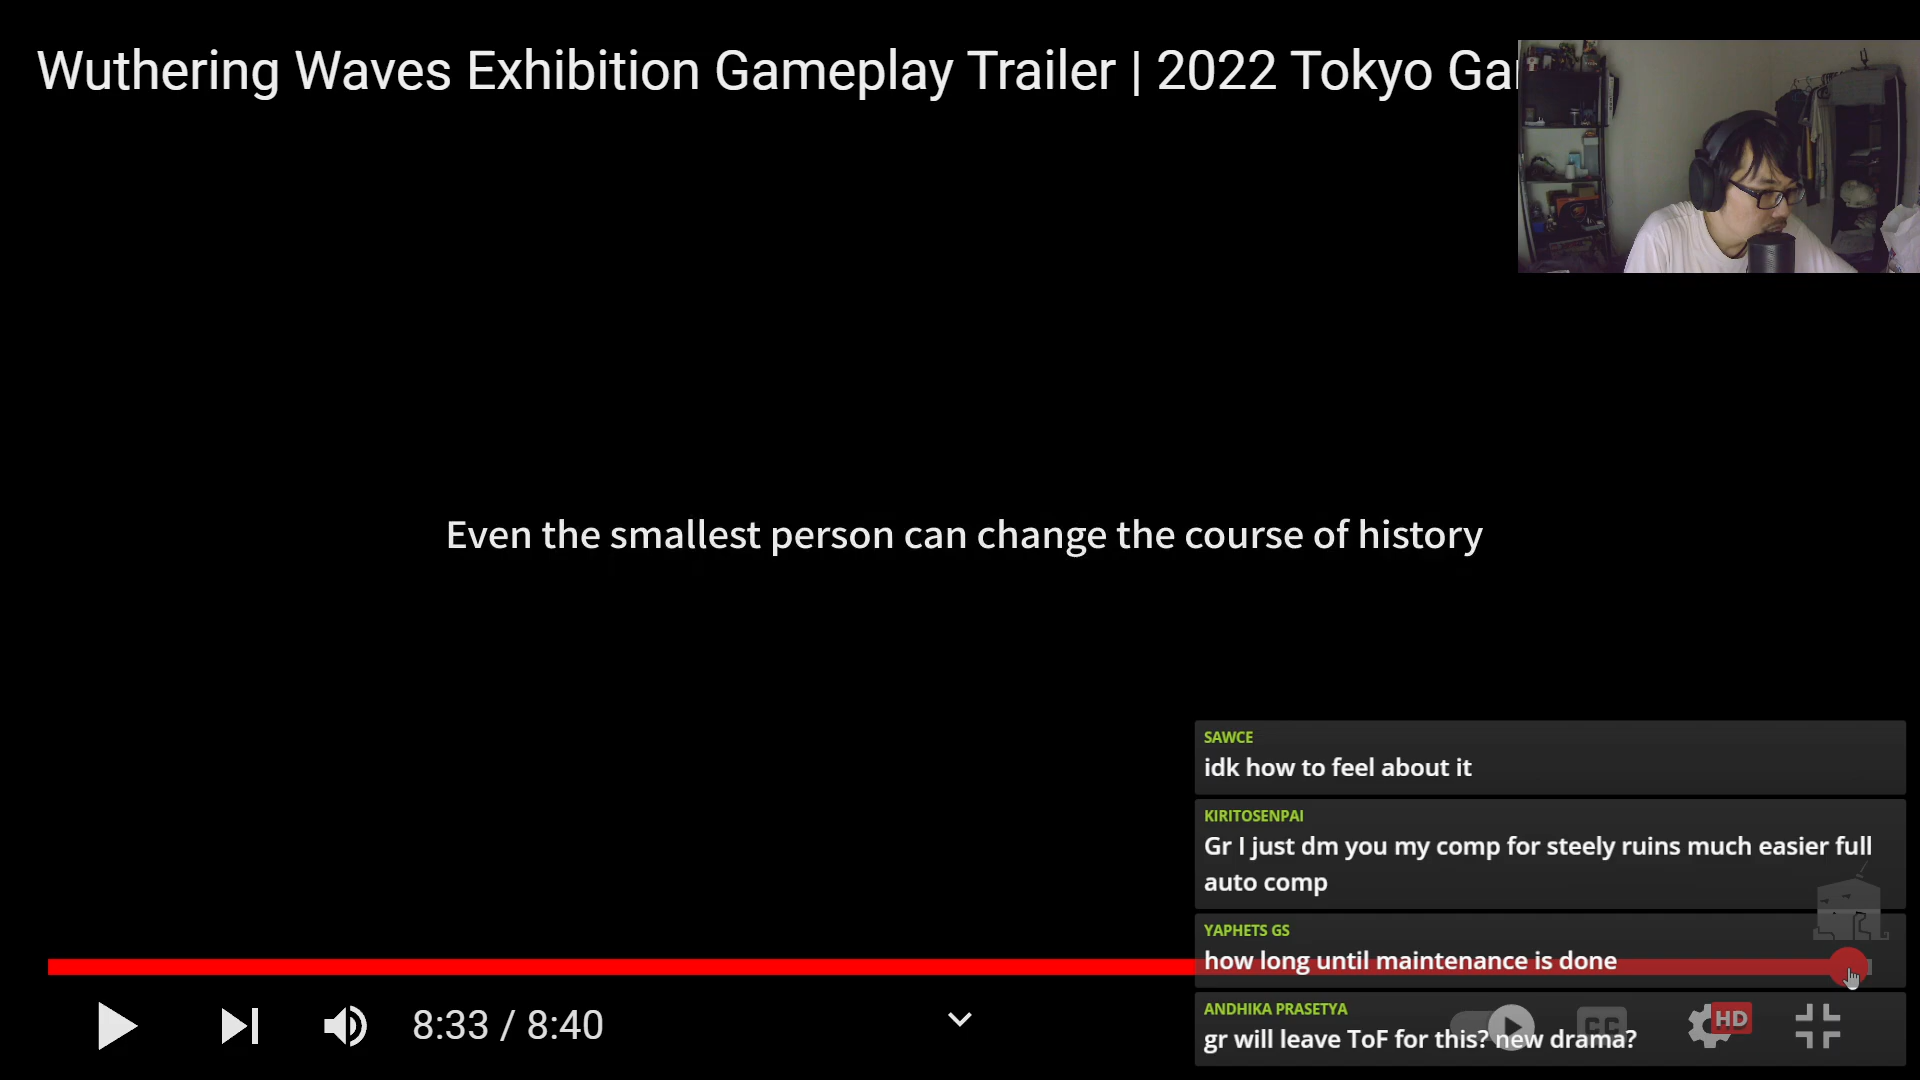 Wuthering Waves Exhibition Gameplay Trailer | 2022 Tokyo
Even the smallest person can change the course of history
SAWCE
idk how to feel about it
KIRITOSENPAI
Gr I just dm you my comp for steely ruins much easier full
auto comp
YAPHETS GS
how long until maintenance is done
ANDHIKA PRASETYA
gr will leave ToF for this? new drama?
8:33 / 8:40
CC
HD